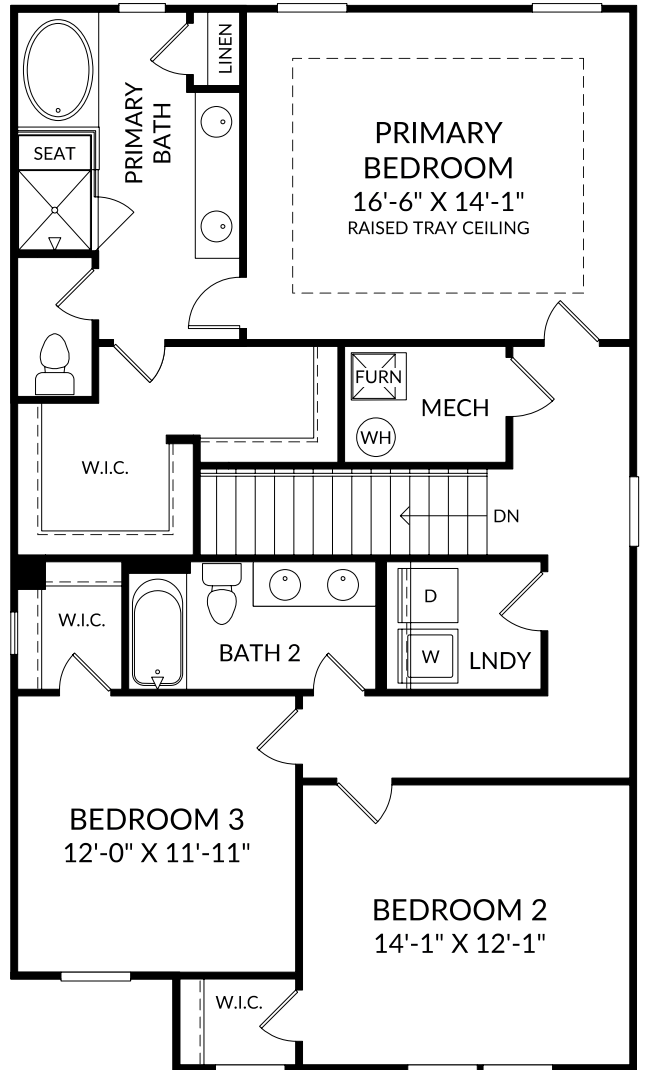 LINEN
PRIMARY
BATH
SEAT
PRIMARY
BEDROOM
16'-6" X 14'-1"
RAISED TRAY CEILING
FURN
MECH
WH
W.I.C.
DN
W.I.C.
BATH 2
D
W
LNDY
BEDROOM 3
12'-0" X 11'-11"
BEDROOM 2
14'-1" X 12'-1"
W.I.C.